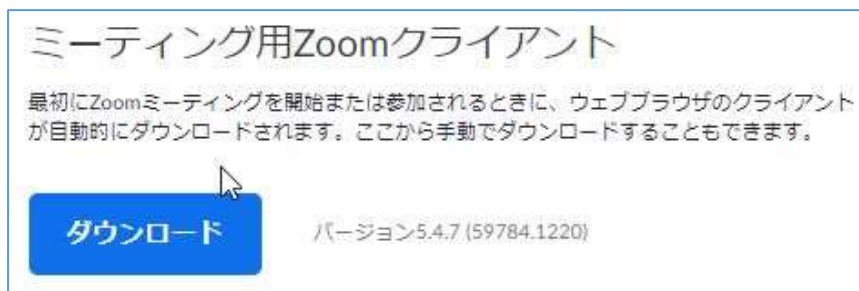 ミーティング用Zoomクライアント
最初にZoomミーティングを開始または参加されるときに、ウェブブラウザのクライアント
が自動的にダウンロードされます。ここから手動でダウンロードすることもできます。
ダウンロード バージョン5.4.7 (59784.1220)